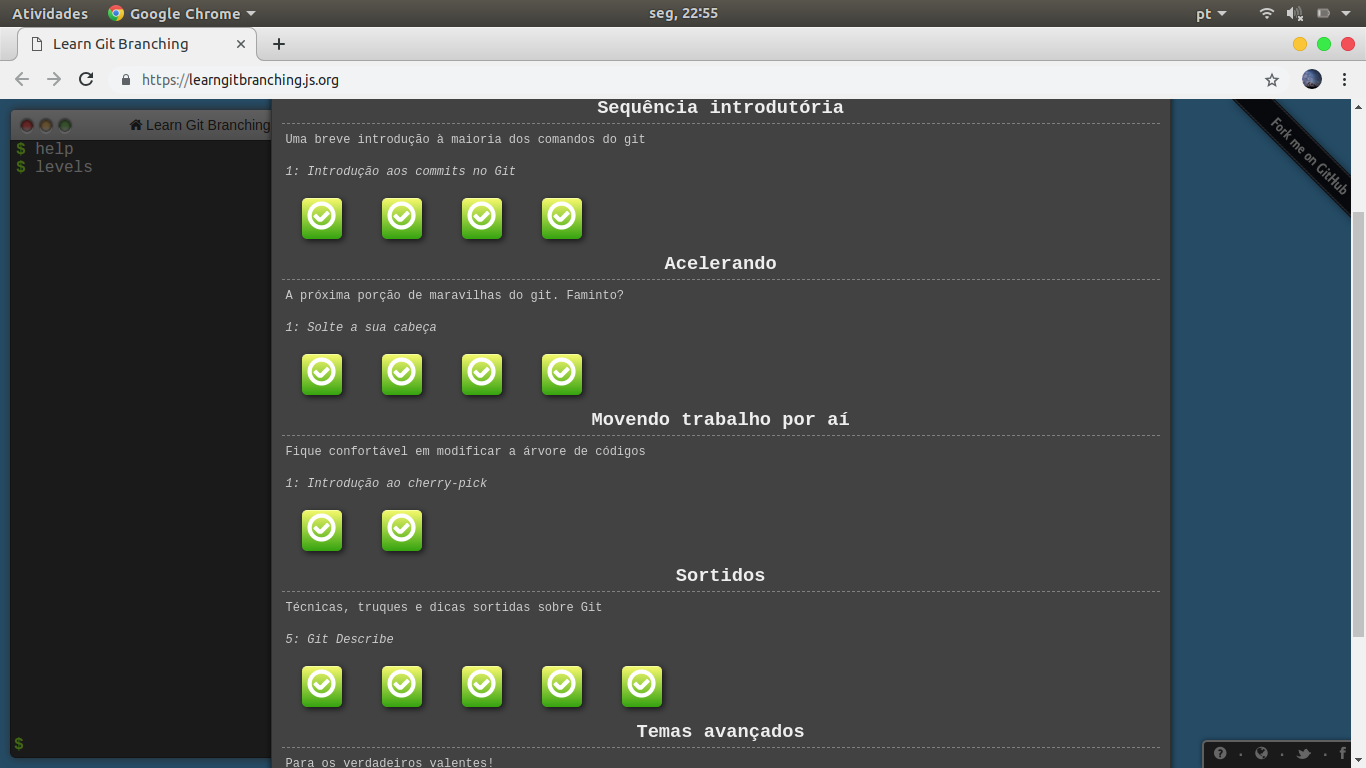 Atividades Google Chrome seg, 22:55 pt
Learn Git Branching
https://learngitbranching.js.org
Learn Git Branching
$ help
$ levels
$
Sequência introdutória
Uma breve introdução à maioria dos comandos do git
1: Introdução aos commits no Git
Acelerando
A próxima porção de maravilhas do git. Faminto?
1: Solte a sua cabeça
Movendo trabalho por aí
Fique confortável em modificar a árvore de códigos
1: Introdução ao cherry-pick
Sortidos
Técnicas, truques e dicas sortidas sobre Git
5: Git Describe
Temas avançados
Para os verdadeiros valentes!
Fork me on GitHub